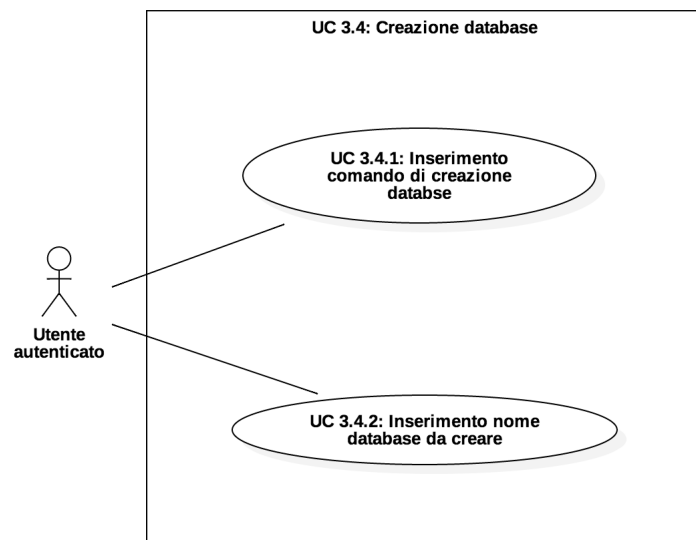 UC 3.4: Creazione database
UC 3.4.1: Inserimento
comando di creazione
databse
Utente
autenticato
UC 3.4.2: Inserimento nome
database da creare